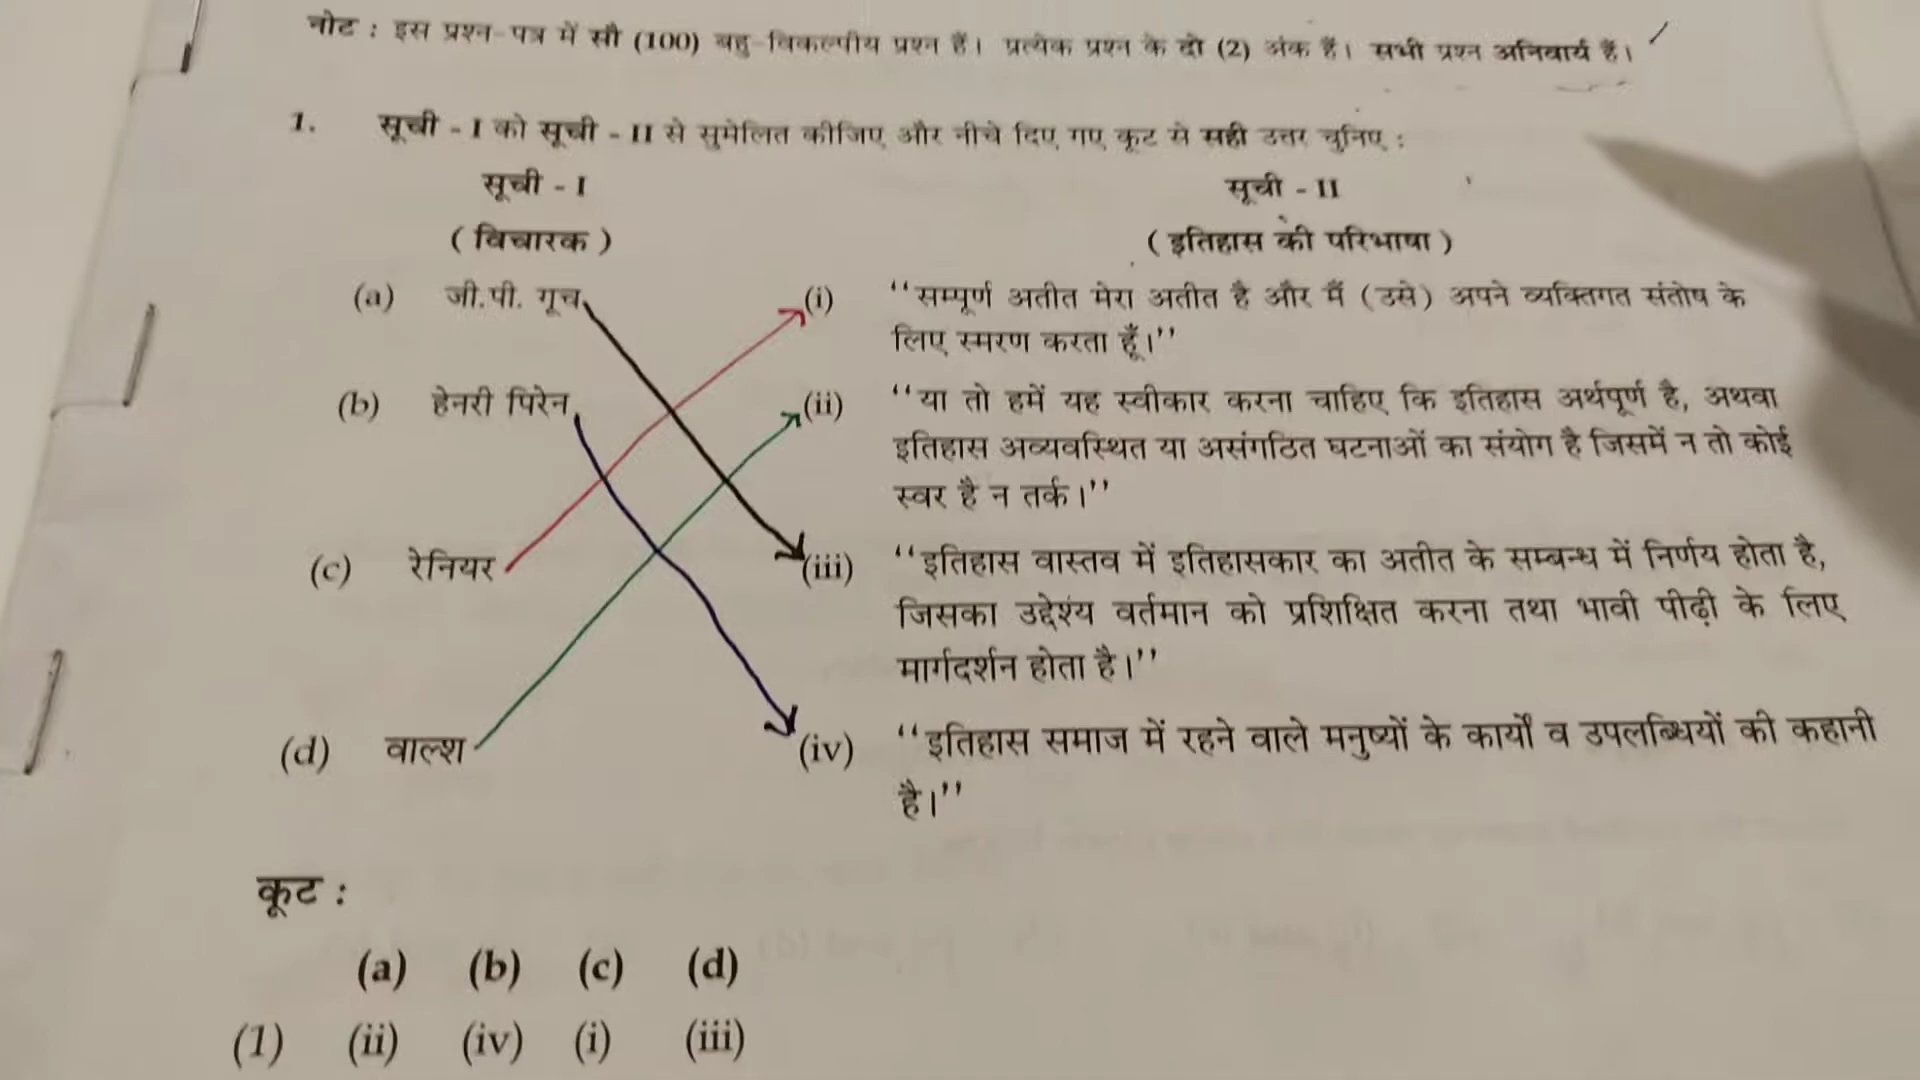 नोट : इस प्रश्न-पत्र में सौ (100) बहु-विकल्पीय प्रश्न हैं। प्रत्येक प्रश्न के दो (2) अंक हैं। सभी प्रश्न अनिवार्य हैं।
1. सूची - I को सूची - II से सुमेलित कीजिए और नीचे दिए गए कूट से सही उत्तर चुनिए :
सूची - I सूची - II
( विचारक ) ( इतिहास की परिभाषा )
(a) जी.पी. गूच (i) ‘‘सम्पूर्ण अतीत मेरा अतीत है और मैं (उसे) अपने व्यक्तिगत संतोष के
लिए स्मरण करता हूँ।’’
(b) हेनरी पिरेन (ii) ‘‘या तो हमें यह स्वीकार करना चाहिए कि इतिहास अर्थपूर्ण है, अथवा
इतिहास अव्यवस्थित या असंगठित घटनाओं का संयोग है जिसमें न तो कोई
स्वर है न तर्क।’’
(c) रेनियर (iii) ‘‘इतिहास वास्तव में इतिहासकार का अतीत के सम्बन्ध में निर्णय होता है,
जिसका उद्देश्य वर्तमान को प्रशिक्षित करना तथा भावी पीढ़ी के लिए
मार्गदर्शन होता है।’’
(d) वाल्श (iv) ‘‘इतिहास समाज में रहने वाले मनुष्यों के कार्यों व उपलब्धियों की कहानी
है।’’
कूट :
(a) (b) (c) (d)
(1) (ii) (iv) (i) (iii)